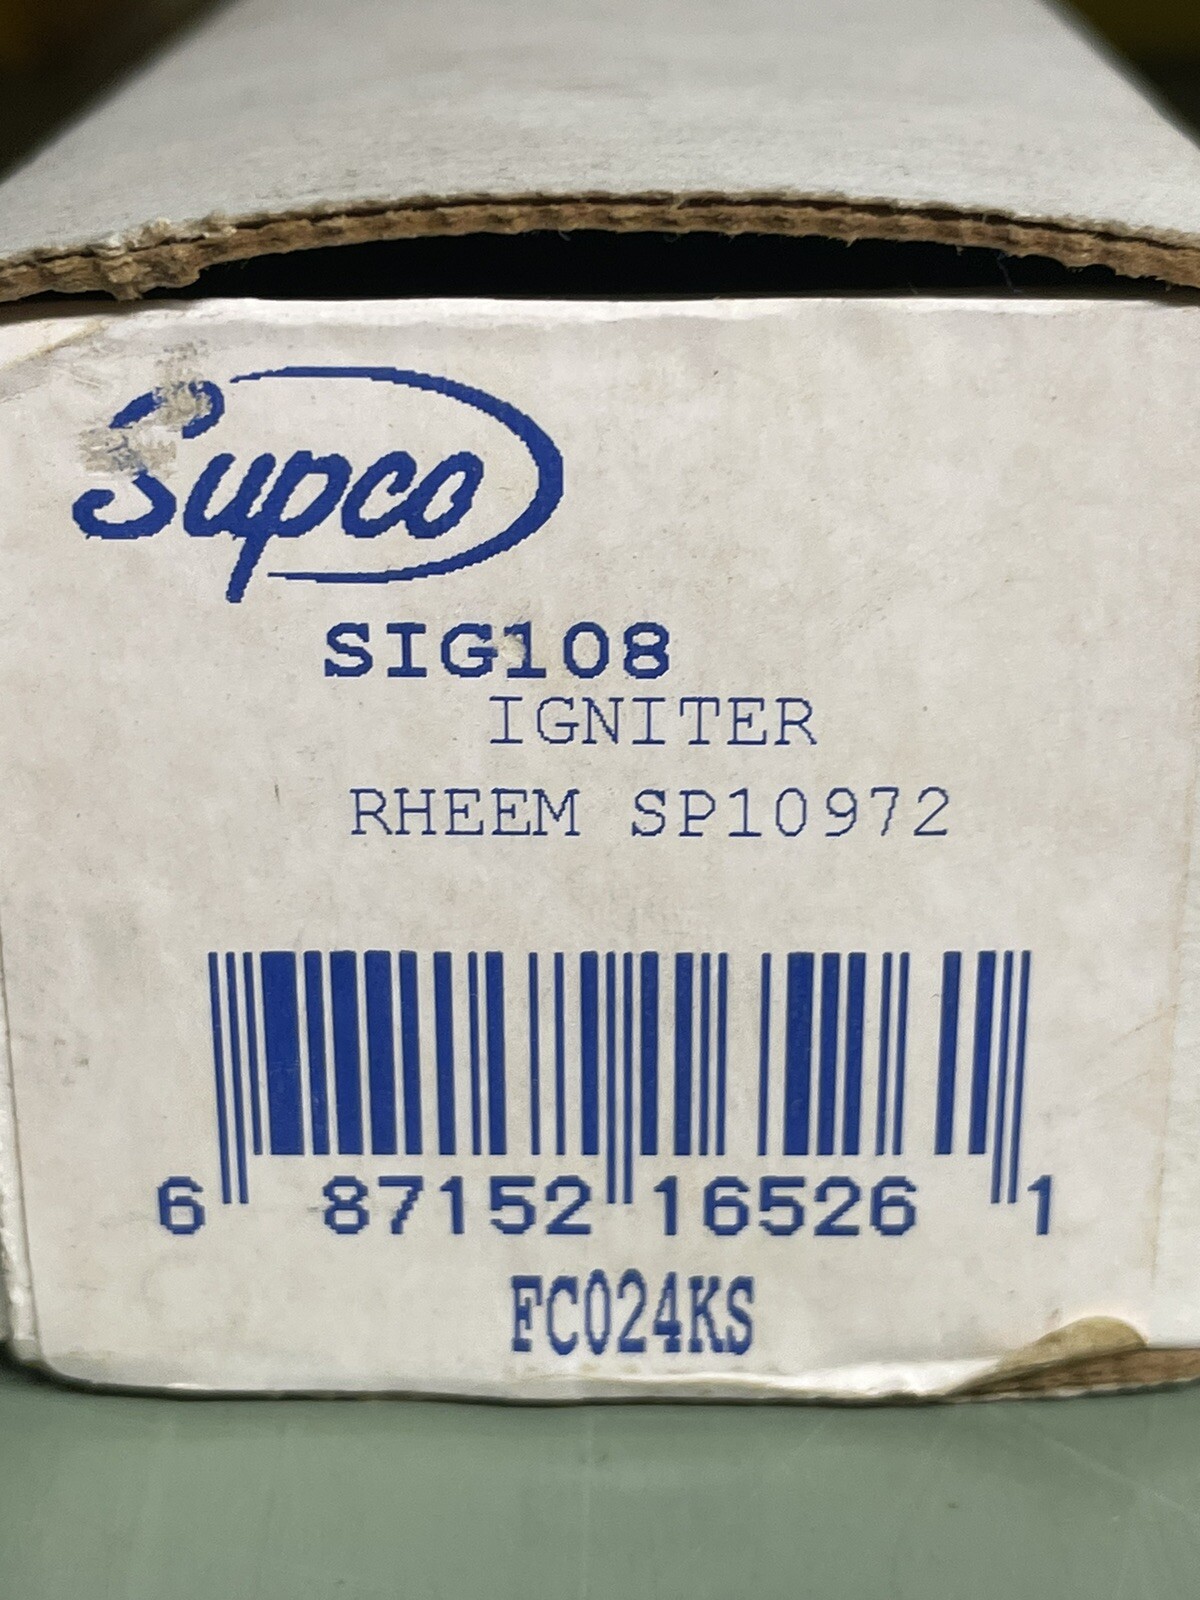 Supco
SIG108
IGNITER
RHEEM SP10972
6 87152 16526 1
FC024KS